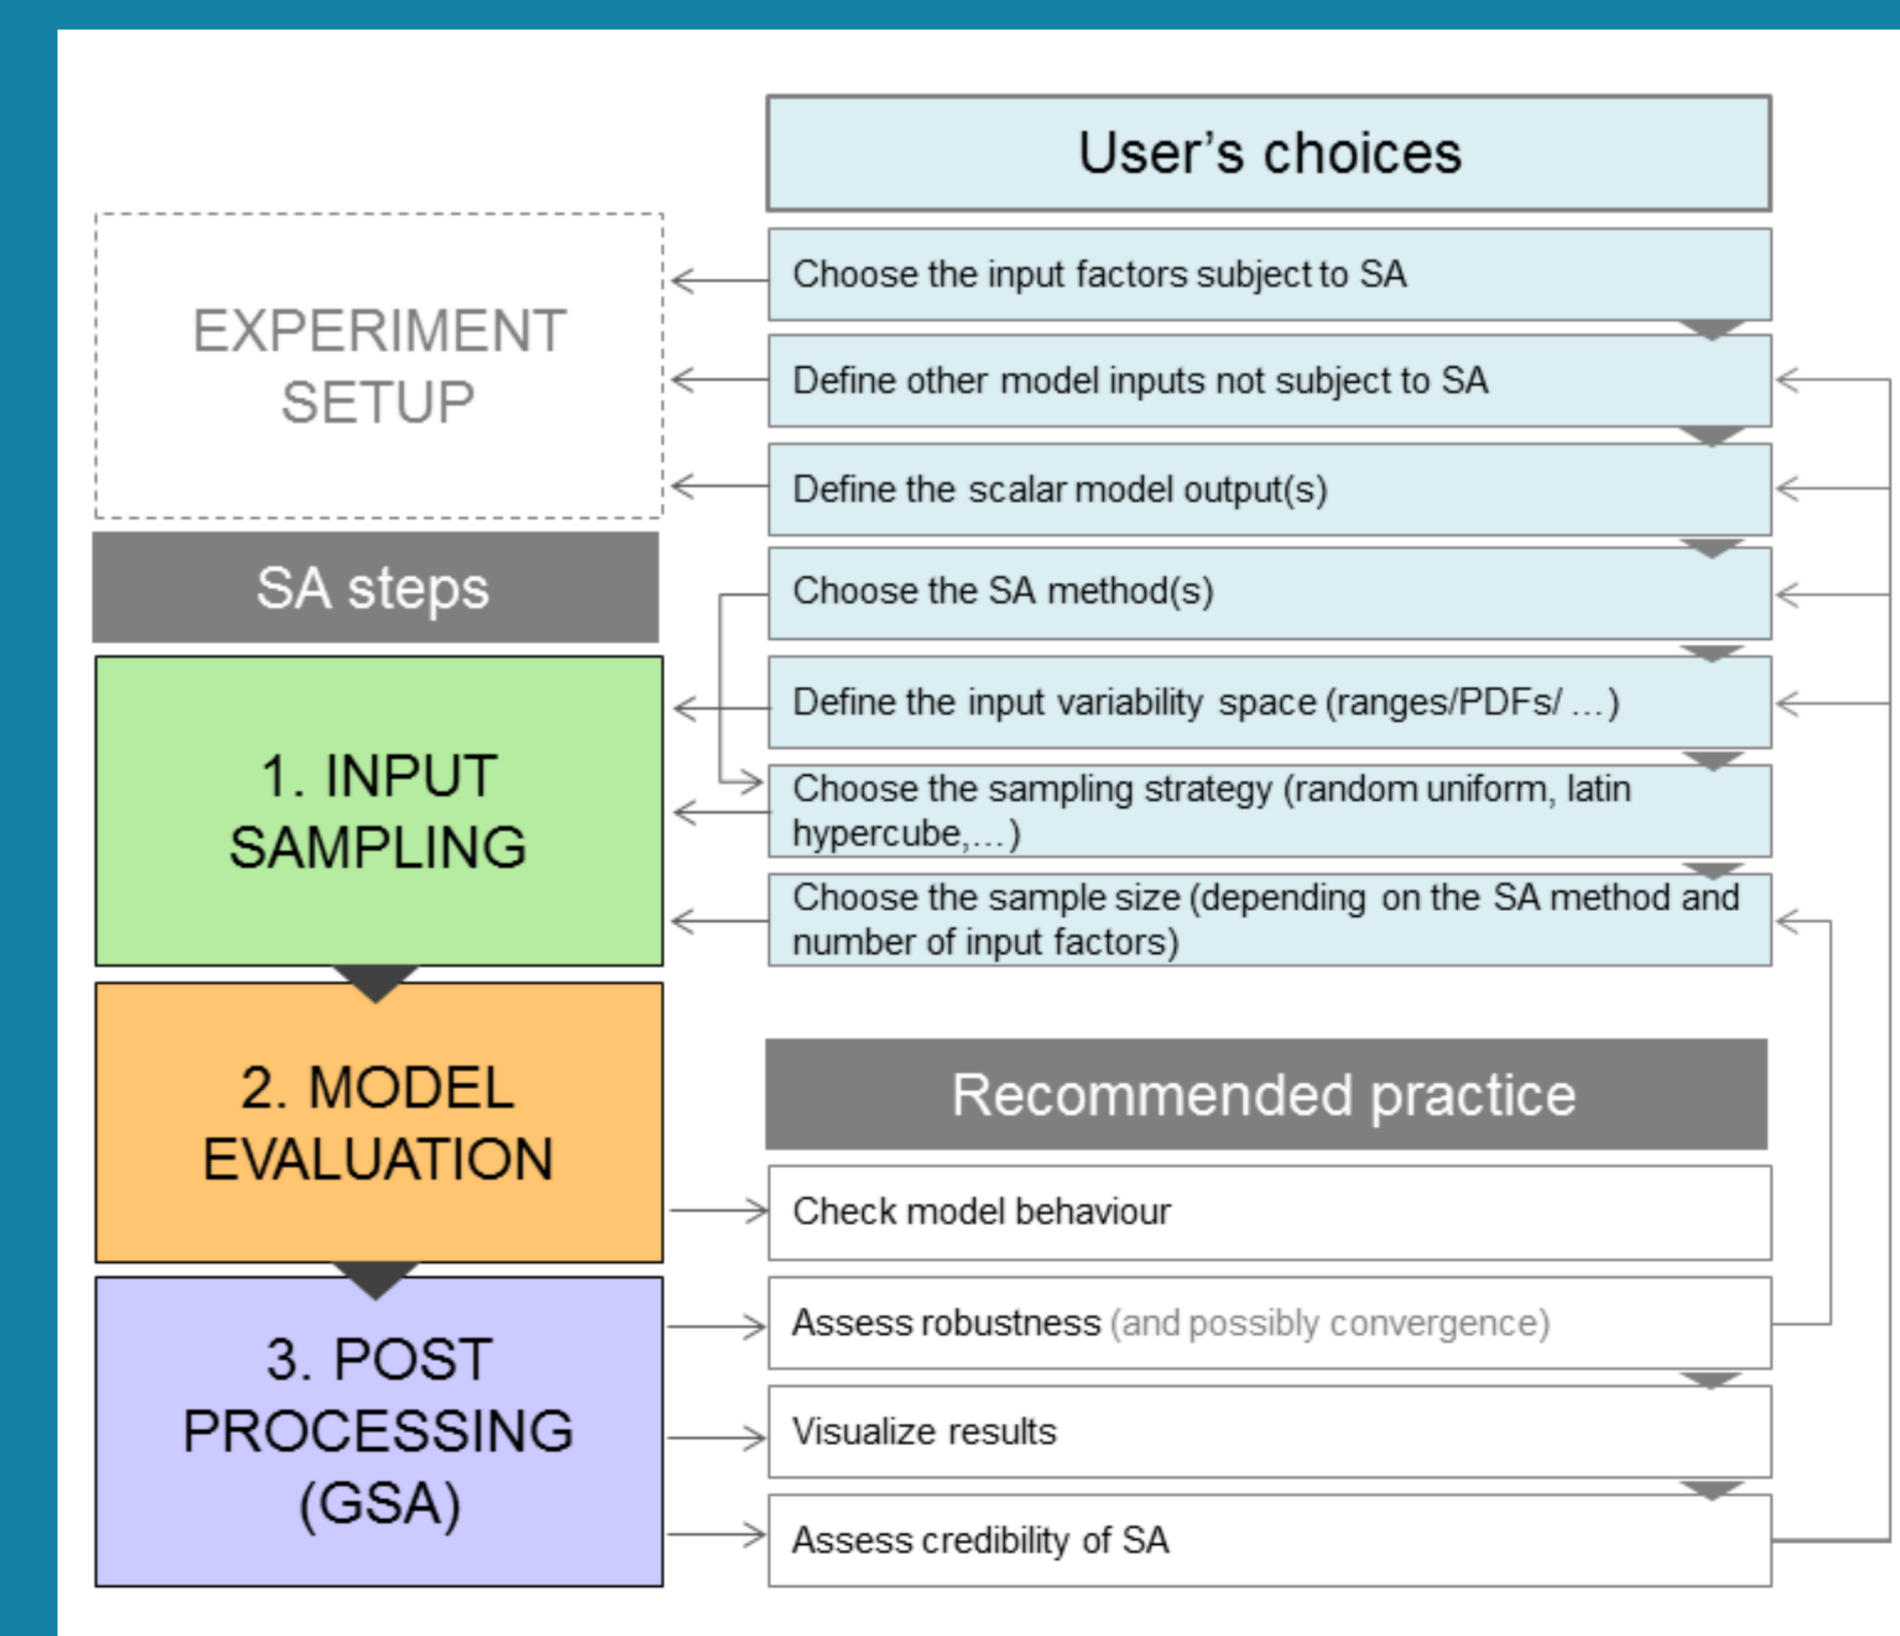 User's choices
EXPERIMENT
SETUP
Choose the input factors subject to SA
Define other model inputs not subject to SA
Define the scalar model output(s)
SA steps
Choose the SA method(s)
1. INPUT
SAMPLING
Define the input variability space (ranges/PDFs/ ...)
Choose the sampling strategy (random uniform, latin
hypercube,...)
Choose the sample size (depending on the SA method and
number of input factors)
2. MODEL
EVALUATION
Recommended practice
Check model behaviour
3. POST
PROCESSING
(GSA)
Assess robustness (and possibly convergence)
Visualize results
Assess credibility of SA